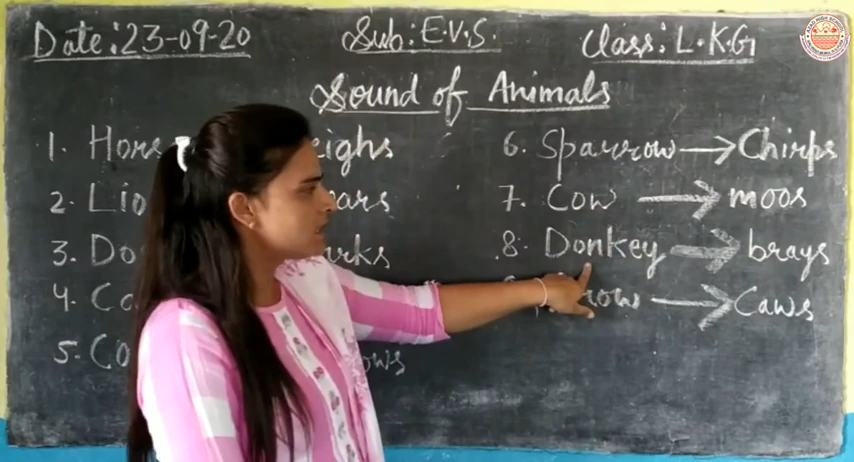 Date: 23-09-20 Sub: E.V.S. Class: L.K.G
Sound of Animals
1. Hors eighs
2. Lio ars
3. Do rks
4. Ca
5. Co ows
6. Sparrow → Chirps
7. Cow → moos
8. Donkey → brays
row → Caws